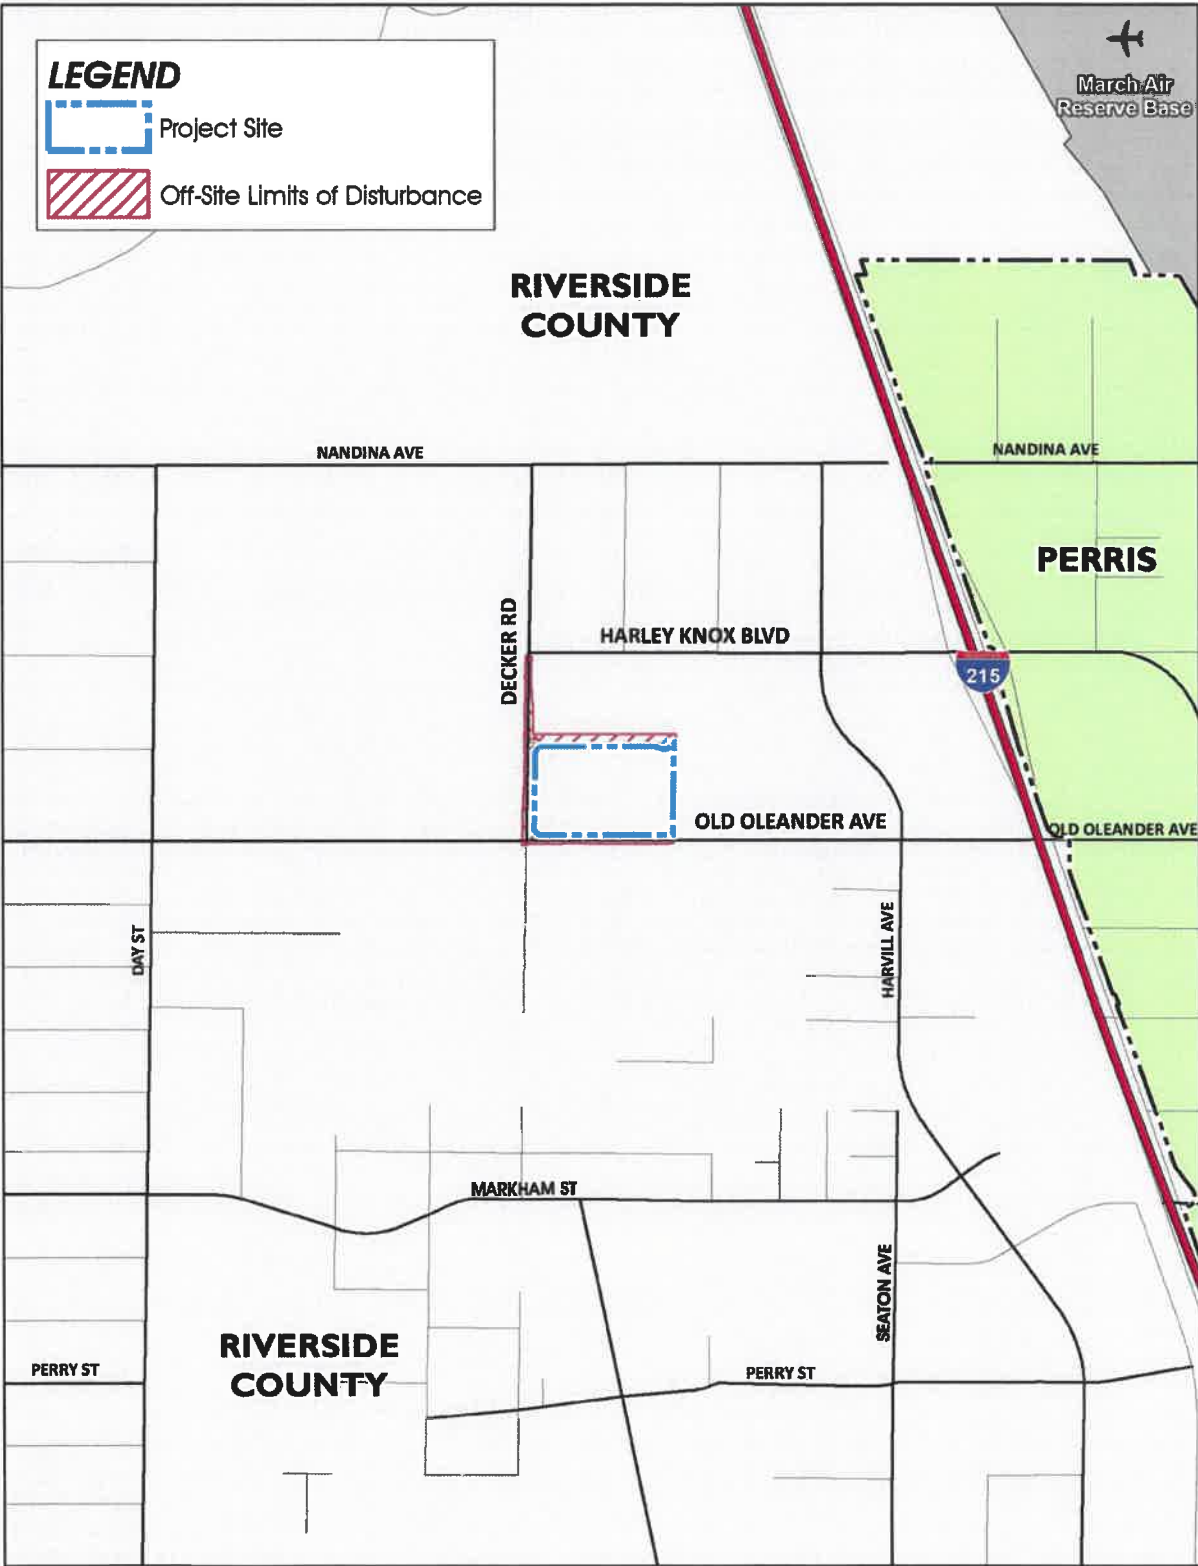 LEGEND
Project Site
Off-Site Limits of Disturbance
March Air
Reserve Base
RIVERSIDE
COUNTY
NANDINA AVE
NANDINA AVE
PERRIS
DECKER RD
HARLEY KNOX BLVD
215
OLD OLEANDER AVE
OLD OLEANDER AVE
DAY ST
HARVILL AVE
MARKHAM ST
SEATON AVE
RIVERSIDE
COUNTY
PERRY ST
PERRY ST